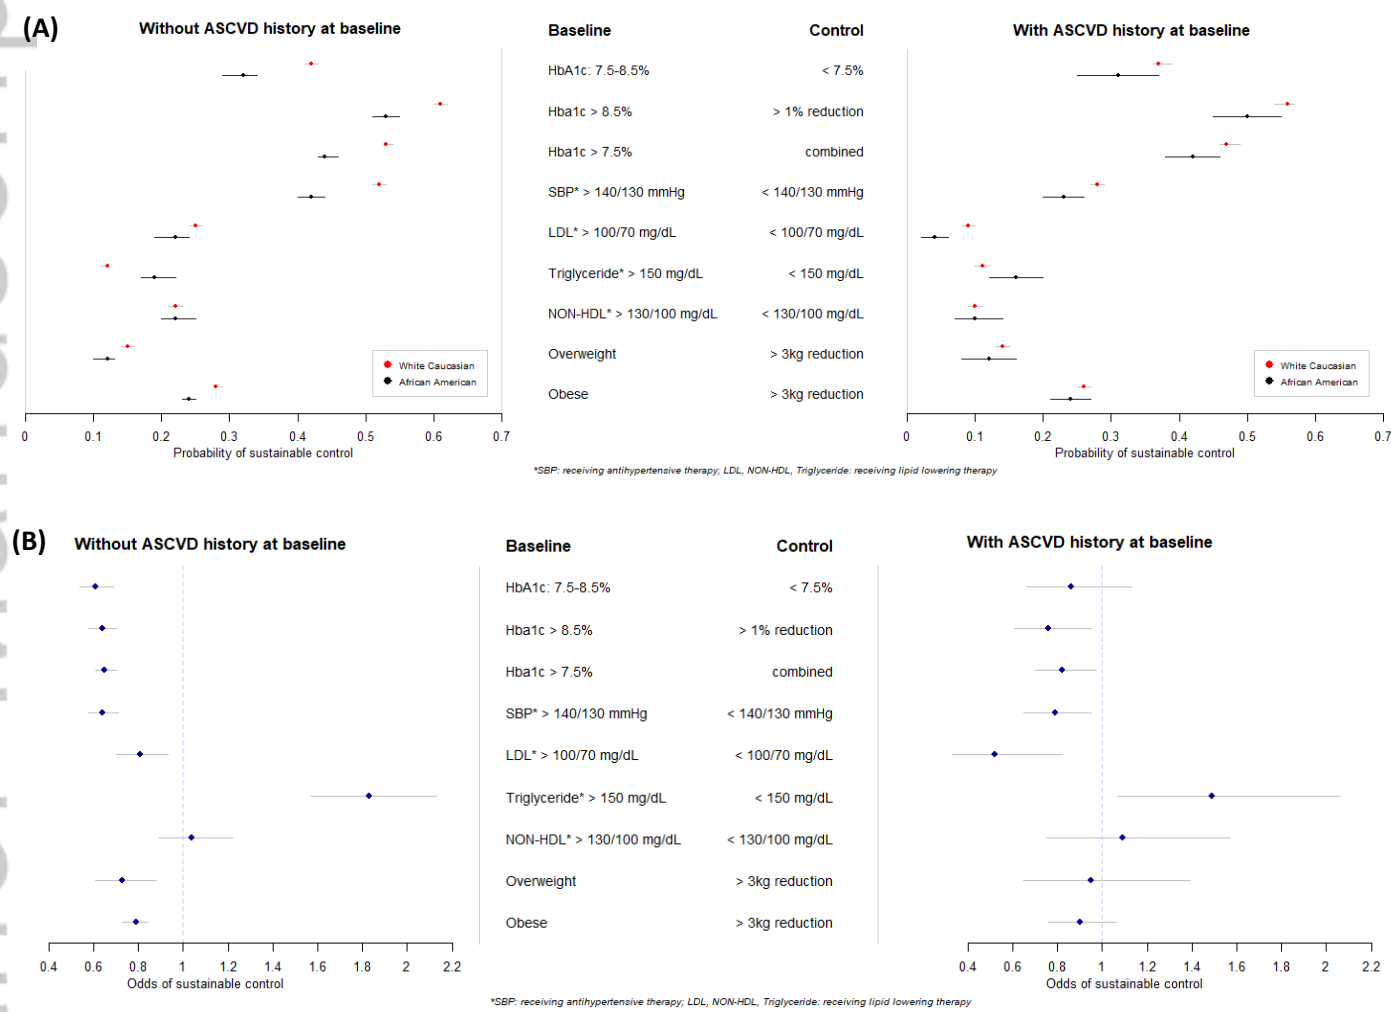 (A)
Without ASCVD history at baseline
Baseline Control
With ASCVD history at baseline
HbA1c: 7.5-8.5% < 7.5%
Hba1c > 8.5% > 1% reduction
Hba1c > 7.5% combined
SBP* > 140/130 mmHg < 140/130 mmHg
LDL* > 100/70 mg/dL < 100/70 mg/dL
Triglyceride* > 150 mg/dL < 150 mg/dL
NON-HDL* > 130/100 mg/dL < 130/100 mg/dL
Overweight > 3kg reduction
Obese > 3kg reduction
White Caucasian
African American
White Caucasian
African American
0 0.1 0.2 0.3 0.4 0.5 0.6 0.7
Probability of sustainable control
0 0.1 0.2 0.3 0.4 0.5 0.6 0.7
Probability of sustainable control
*SBP: receiving antihypertensive therapy; LDL, NON-HDL, Triglyceride: receiving lipid lowering therapy
(B)
Without ASCVD history at baseline
Baseline Control
With ASCVD history at baseline
HbA1c: 7.5-8.5% < 7.5%
Hba1c > 8.5% > 1% reduction
Hba1c > 7.5% combined
SBP* > 140/130 mmHg < 140/130 mmHg
LDL* > 100/70 mg/dL < 100/70 mg/dL
Triglyceride* > 150 mg/dL < 150 mg/dL
NON-HDL* > 130/100 mg/dL < 130/100 mg/dL
Overweight > 3kg reduction
Obese > 3kg reduction
0.4 0.6 0.8 1 1.2 1.4 1.6 1.8 2 2.2
Odds of sustainable control
0.4 0.6 0.8 1 1.2 1.4 1.6 1.8 2 2.2
Odds of sustainable control
*SBP: receiving antihypertensive therapy; LDL, NON-HDL, Triglyceride: receiving lipid lowering therapy